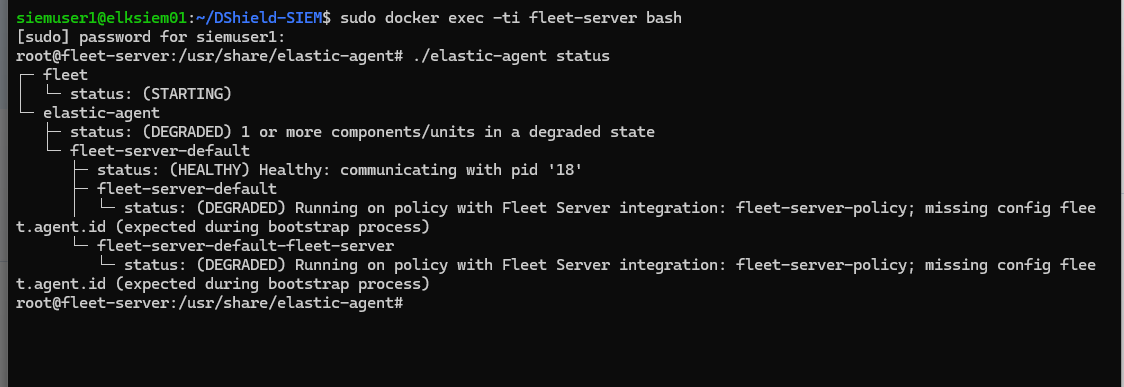 siemuser1@elksiem01:~/DShield-SIEM$ sudo docker exec -ti fleet-server bash
[sudo] password for siemuser1:
root@fleet-server:/usr/share/elastic-agent# ./elastic-agent status
┌─ fleet
│  └─ status: (STARTING)
└─ elastic-agent
   ├─ status: (DEGRADED) 1 or more components/units in a degraded state
   └─ fleet-server-default
      ├─ status: (HEALTHY) Healthy: communicating with pid '18'
      ├─ fleet-server-default
      │  └─ status: (DEGRADED) Running on policy with Fleet Server integration: fleet-server-policy; missing config flee
t.agent.id (expected during bootstrap process)
      └─ fleet-server-default-fleet-server
         └─ status: (DEGRADED) Running on policy with Fleet Server integration: fleet-server-policy; missing config flee
t.agent.id (expected during bootstrap process)
root@fleet-server:/usr/share/elastic-agent#